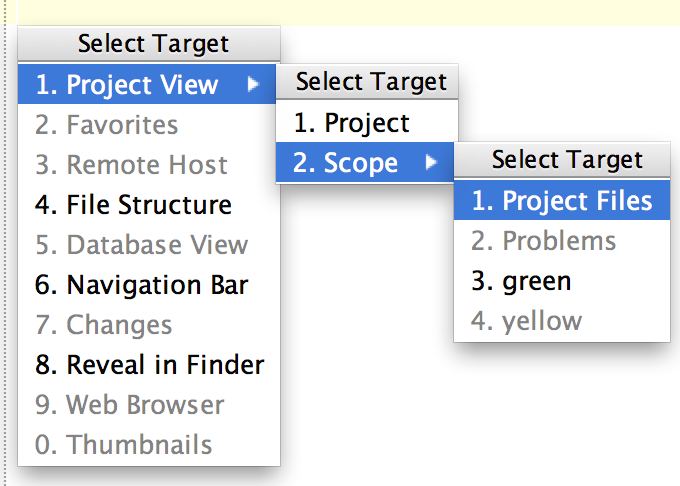 Select Target
1. Project View
2. Favorites
3. Remote Host
4. File Structure
5. Database View
6. Navigation Bar
7. Changes
8. Reveal in Finder
9. Web Browser
0. Thumbnails
Select Target
1. Project
2. Scope
Select Target
1. Project Files
2. Problems
3. green
4. yellow